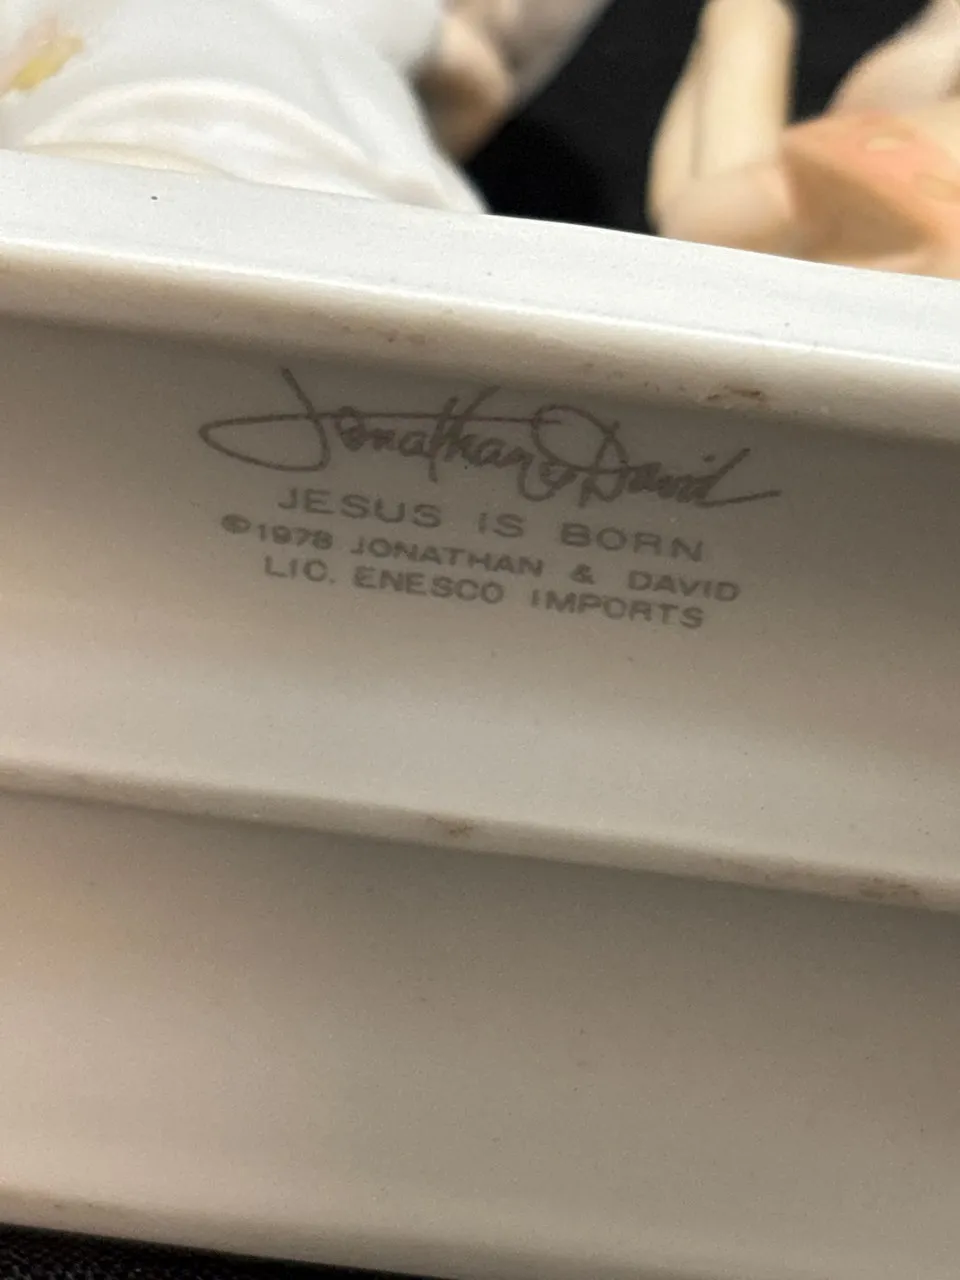 Jonathan & David
JESUS IS BORN
©1978 JONATHAN & DAVID
LIC. ENESCO IMPORTS